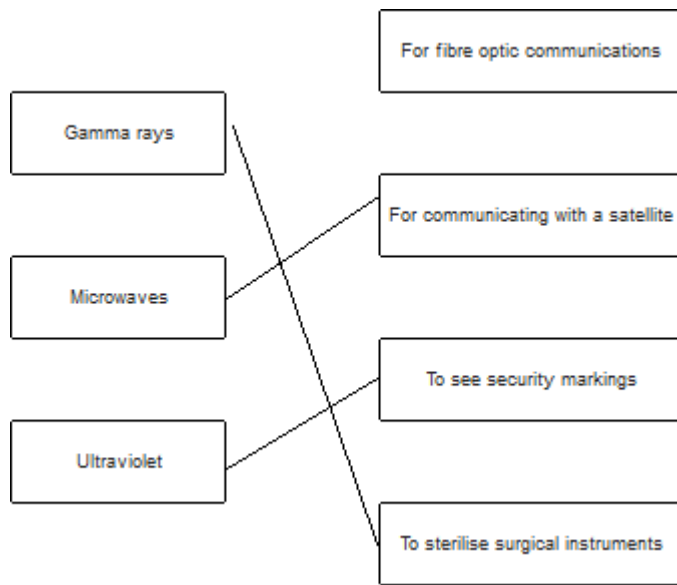 For fibre optic communications
Gamma rays
For communicating with a satellite
Microwaves
To see security markings
Ultraviolet
To sterilise surgical instruments